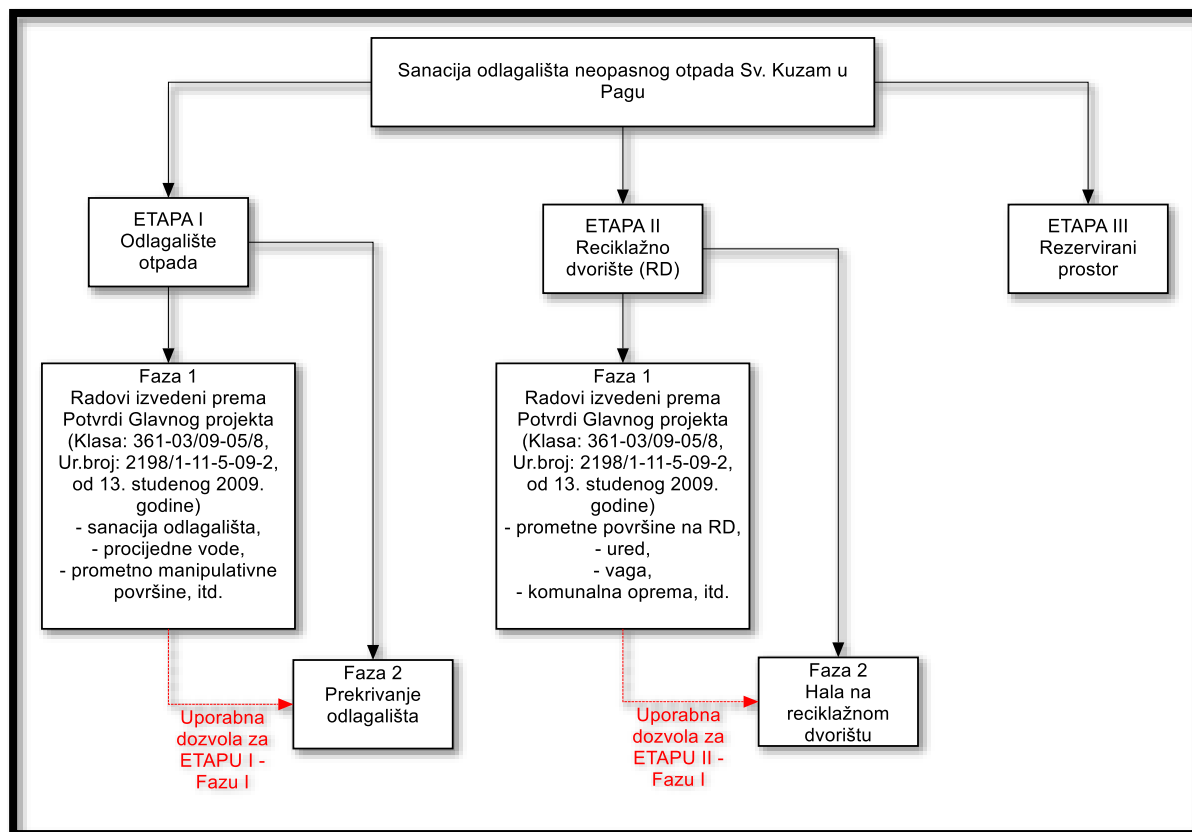 Sanacija odlagališta neopasnog otpada Sv. Kuzam u
Pagu
ETAPA I
Odlagalište
otpada
ETAPA II
Reciklažno
dvorište (RD)
ETAPA III
Rezervirani
prostor
Faza 1
Radovi izvedeni prema
Potvrdi Glavnog projekta
(Klasa: 361-03/09-05/8,
Ur.broj: 2198/1-11-5-09-2,
od 13. studenog 2009.
godine)
- sanacija odlagališta,
- procijedne vode,
- prometno manipulativne
površine, itd.
Faza 1
Radovi izvedeni prema
Potvrdi Glavnog projekta
(Klasa: 361-03/09-05/8,
Ur.broj: 2198/1-11-5-09-2,
od 13. studenog 2009.
godine)
- prometne površine na RD,
- ured,
- vaga,
- komunalna oprema, itd.
Uporabna
dozvola za
ETAPU I -
Fazu I
Faza 2
Prekrivanje
odlagališta
Uporabna
dozvola za
ETAPU II -
Fazu I
Faza 2
Hala na
reciklažnom
dvorištu